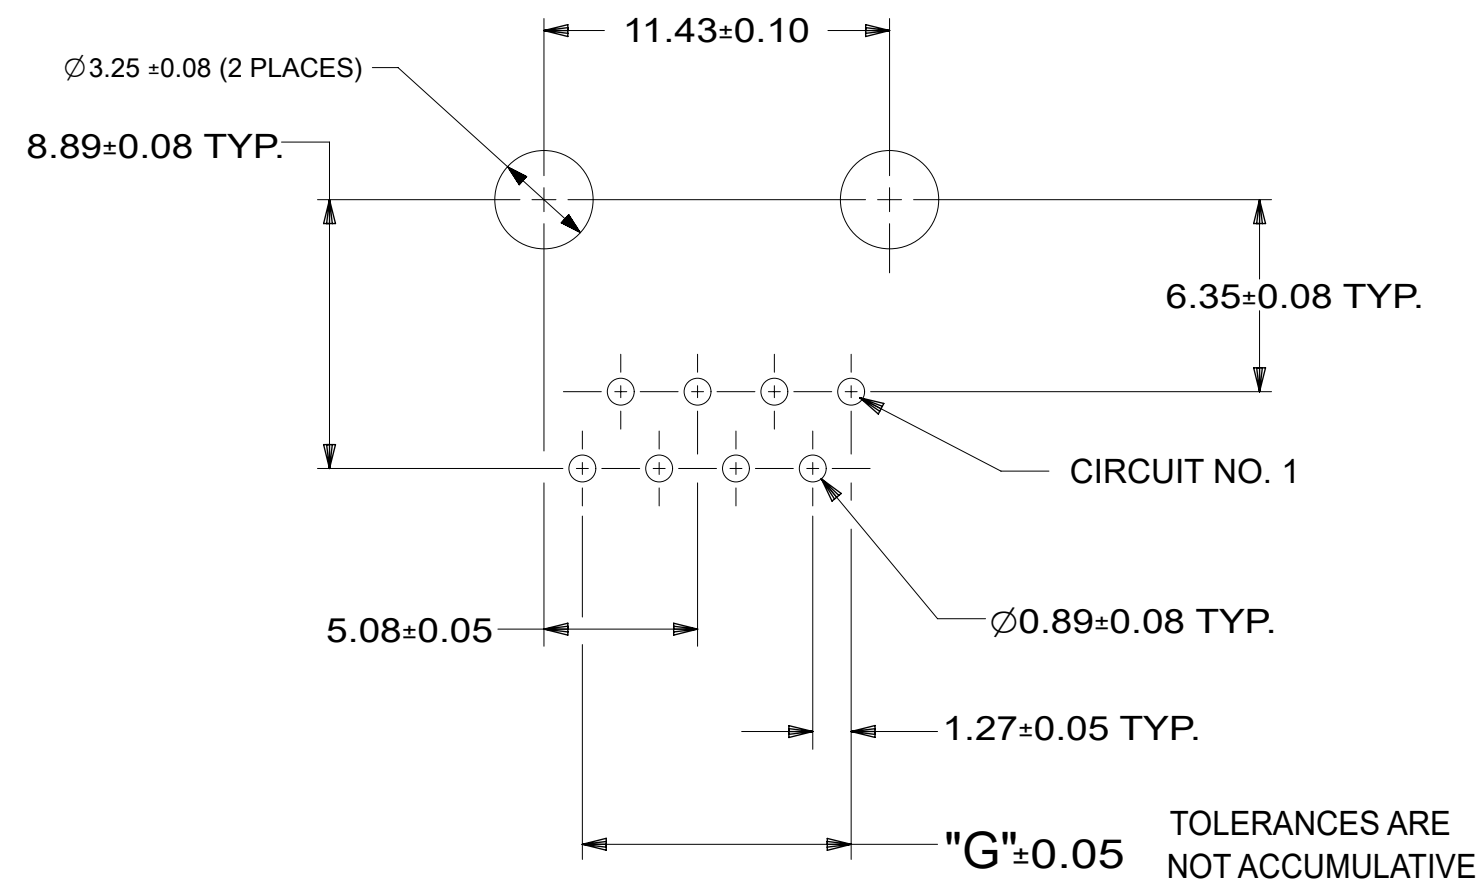 11.43±0.10
∅3.25 ±0.08 (2 PLACES)
8.89±0.08 TYP.
6.35±0.08 TYP.
CIRCUIT NO. 1
5.08±0.05
∅0.89±0.08 TYP.
1.27±0.05 TYP.
"G"±0.05
TOLERANCES ARE
NOT ACCUMULATIVE